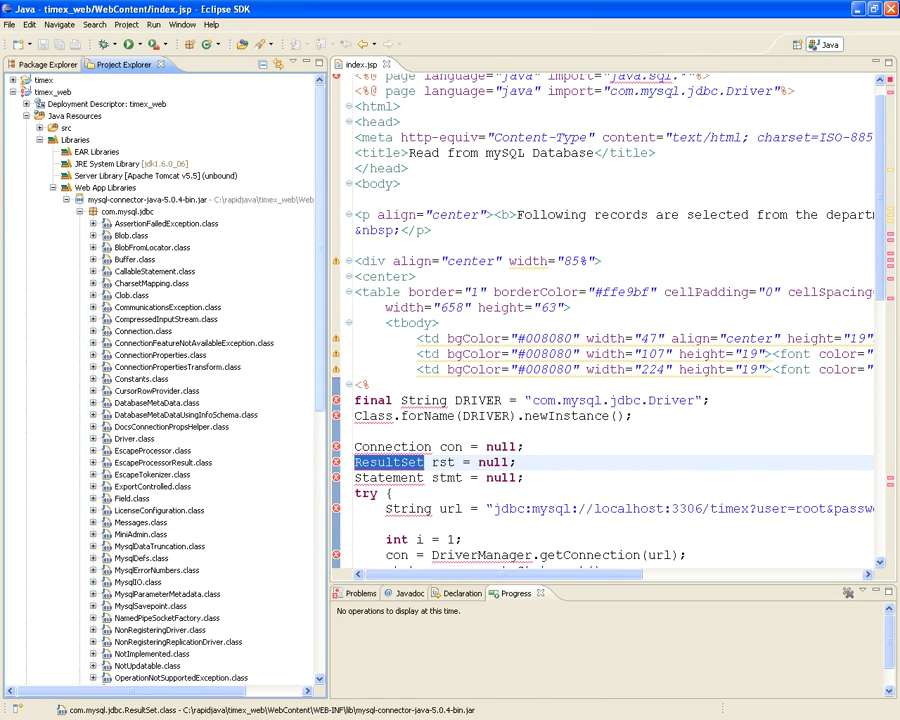 Java - timex_web/WebContent/index.jsp - Eclipse SDK
File Edit Navigate Search Project Run Window Help
Java
Package Explorer Project Explorer
timex
timex_web
Deployment Descriptor: timex_web
Java Resources
src
Libraries
EAR Libraries
JRE System Library [jdk1.6.0_06]
Server Library [Apache Tomcat v5.5] (unbound)
Web App Libraries
mysql-connector-java-5.0.4-bin.jar - C:\rapidjava\timex_web\Web
com.mysql.jdbc
AssertionFailedException.class
Blob.class
BlobFromLocator.class
Buffer.class
CallableStatement.class
CharsetMapping.class
Clob.class
CommunicationsException.class
CompressedInputStream.class
Connection.class
ConnectionFeatureNotAvailableException.class
ConnectionProperties.class
ConnectionPropertiesTransform.class
Constants.class
CursorRowProvider.class
DatabaseMetaData.class
DatabaseMetaDataUsingInfoSchema.class
DocsConnectionPropsHelper.class
Driver.class
EscapeProcessor.class
EscapeProcessorResult.class
EscapeTokenizer.class
ExportControlled.class
Field.class
LicenseConfiguration.class
Messages.class
MiniAdmin.class
MysqlDataTruncation.class
MysqlDefs.class
MysqlErrorNumbers.class
MysqlIO.class
MysqlParameterMetadata.class
MysqlSavepoint.class
NamedPipeSocketFactory.class
NonRegisteringDriver.class
NonRegisteringReplicationDriver.class
NotImplemented.class
NotUpdatable.class
OperationNotSupportedException.class
index.jsp
<%@ page language="java" import="java.sql.*"%>
<%@ page language="java" import="com.mysql.jdbc.Driver"%>
<html>
<head>
<meta http-equiv="Content-Type" content="text/html; charset=ISO-885
<title>Read from mySQL Database</title>
</head>
<body>
<p align="center"><b>Following records are selected from the depart
&nbsp;</p>
<div align="center" width="85%">
<center>
<table border="1" borderColor="#ffe9bf" cellPadding="0" cellSpacing
width="658" height="63">
<tbody>
<td bgColor="#008080" width="47" align="center" height="19"
<td bgColor="#008080" width="107" height="19"><font color="
<td bgColor="#008080" width="224" height="19"><font color="
<%
final String DRIVER = "com.mysql.jdbc.Driver";
Class.forName(DRIVER).newInstance();
Connection con = null;
ResultSet rst = null;
Statement stmt = null;
try {
String url = "jdbc:mysql://localhost:3306/timex?user=root&passw
int i = 1;
con = DriverManager.getConnection(url);
Problems Javadoc Declaration Progress
No operations to display at this time.
com.mysql.jdbc.ResultSet.class - C:\rapidjava\timex_web\WebContent\WEB-INF\lib\mysql-connector-java-5.0.4-bin.jar